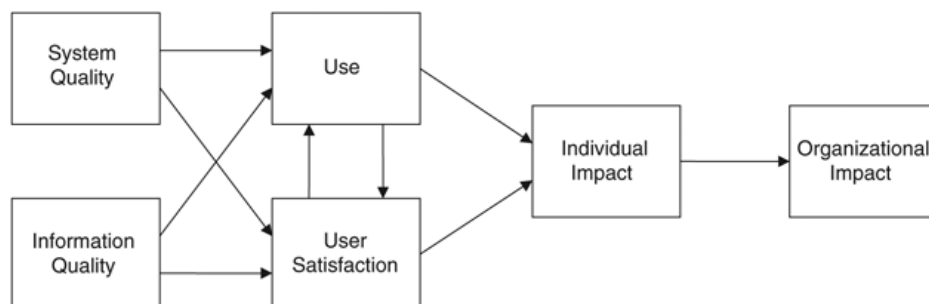 System
Quality
Use
Individual
Impact
Organizational
Impact
Information
Quality
User
Satisfaction